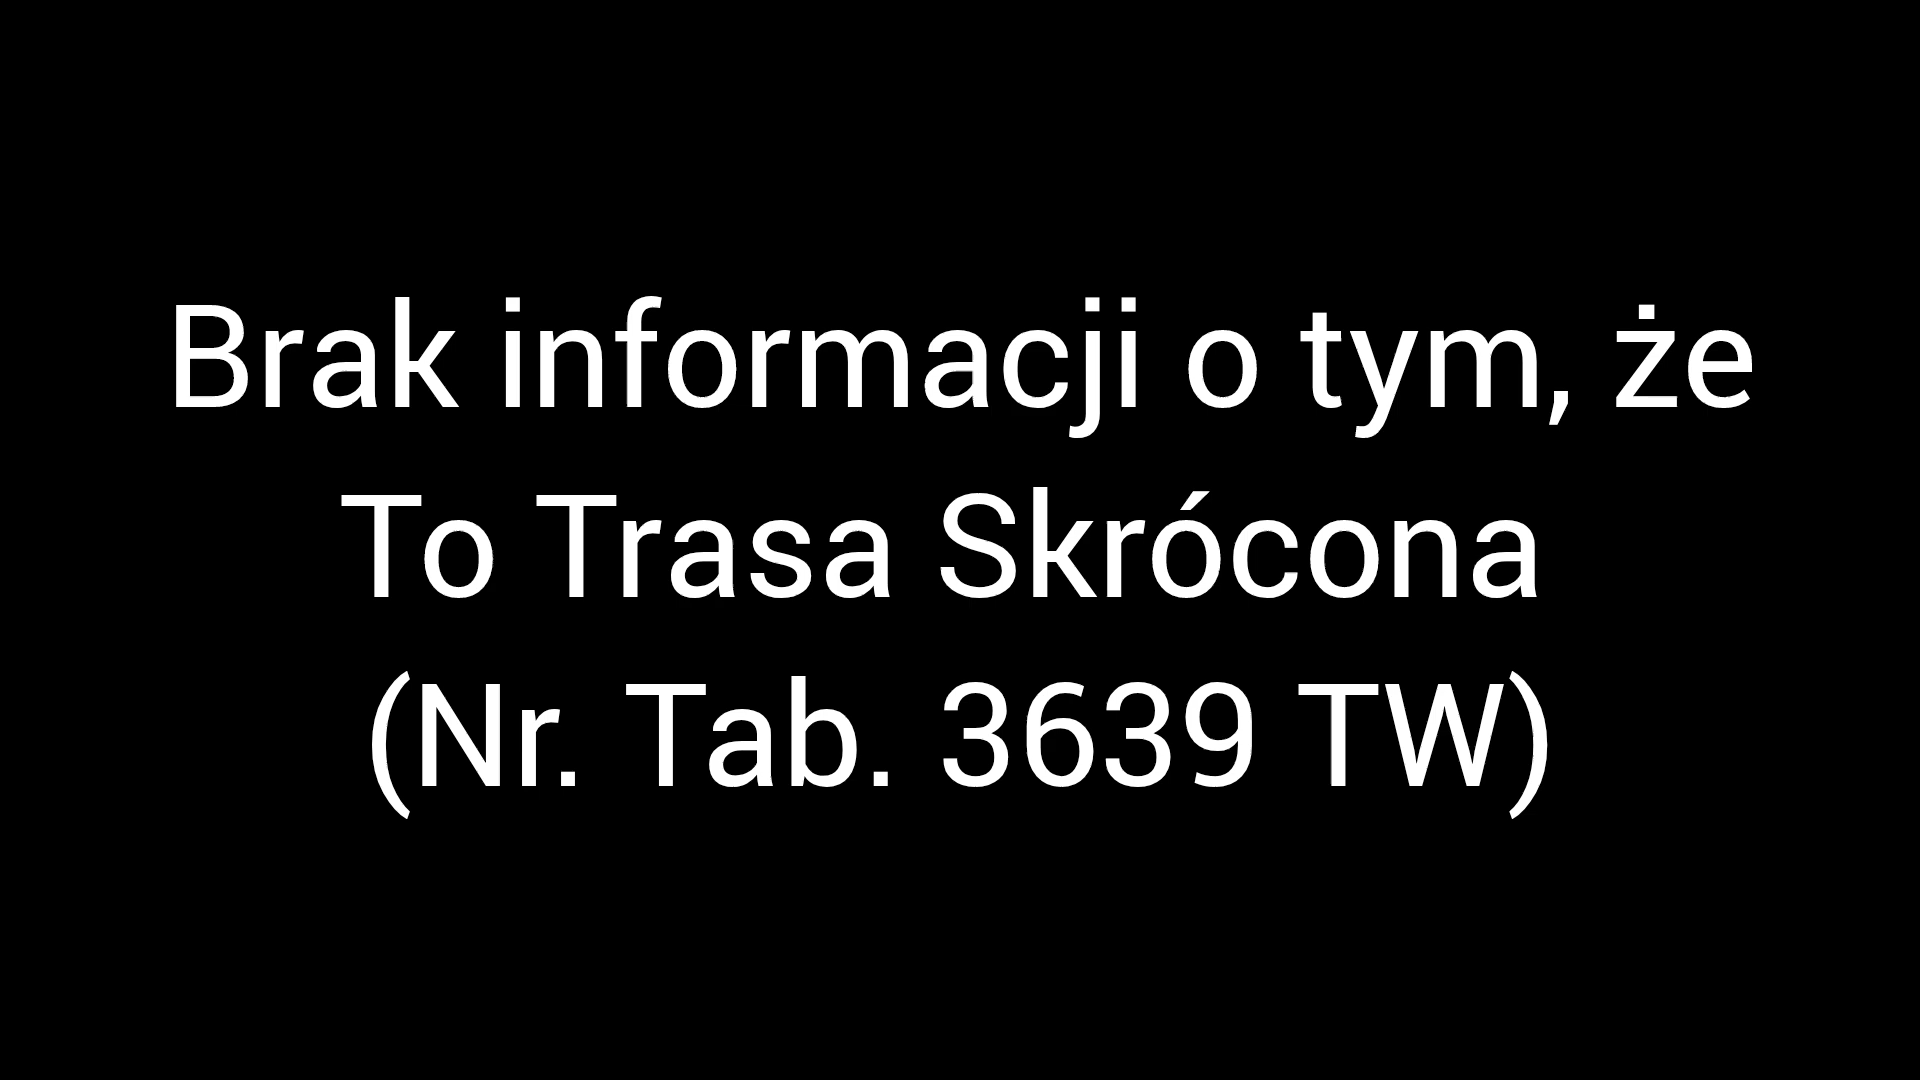 Brak informacji o tym, że
To Trasa Skrócona
(Nr. Tab. 3639 TW)